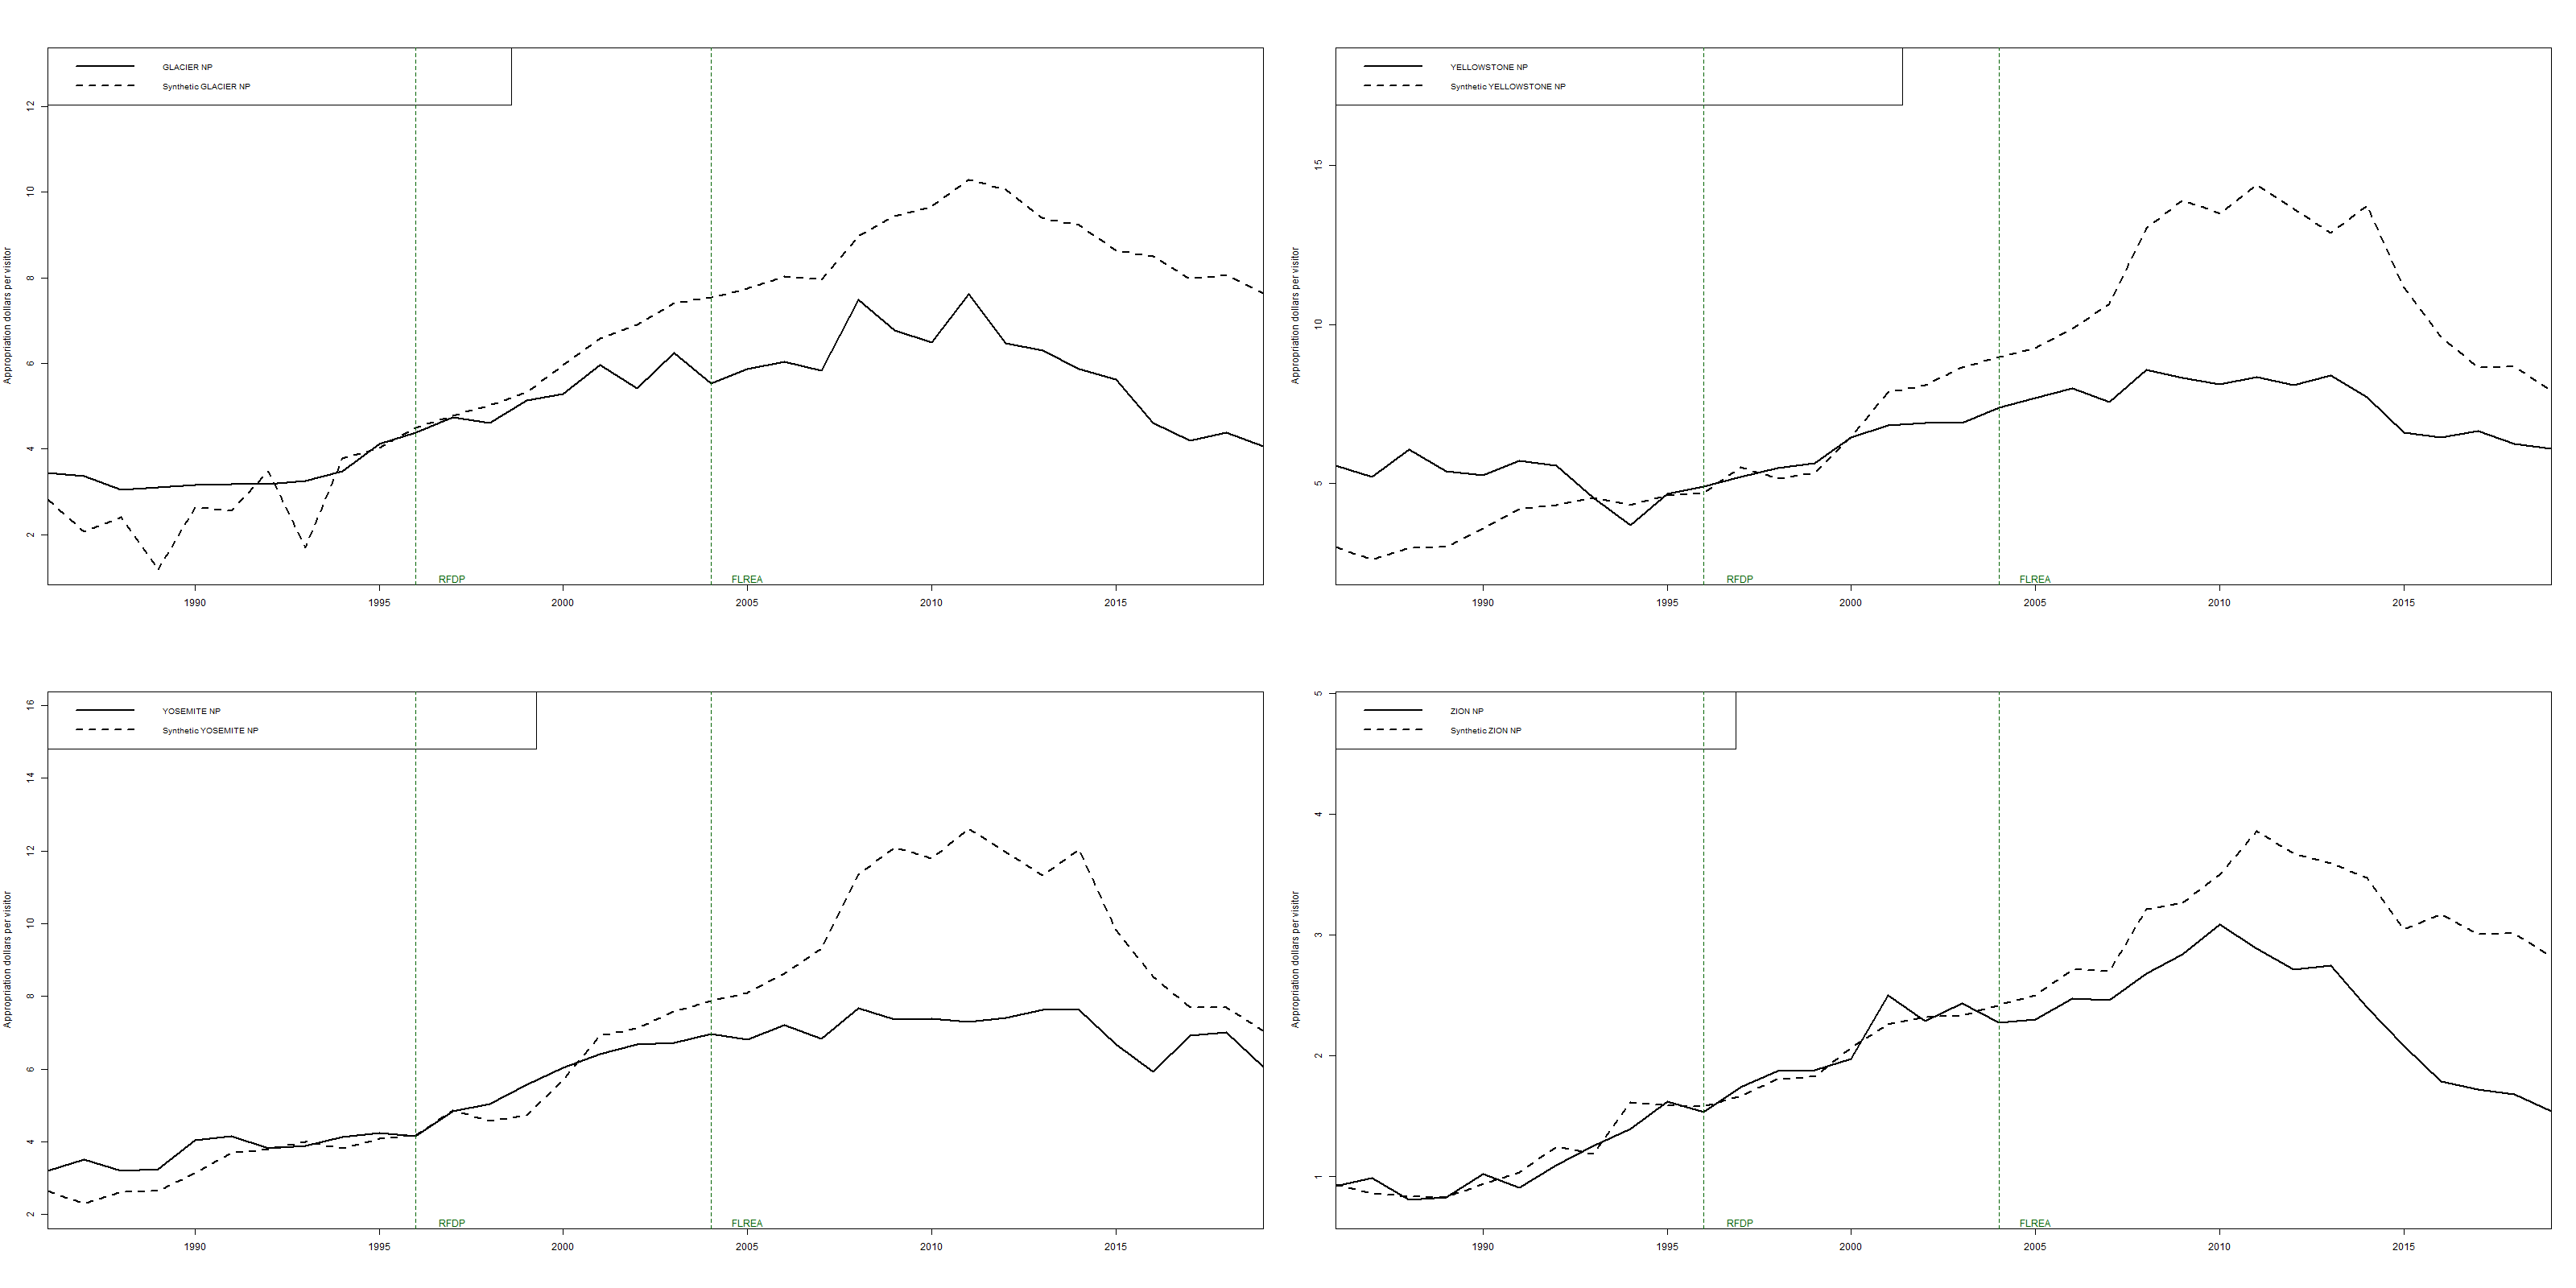 GLACIER NP
Synthetic GLACIER NP
Appropriation dollars per visitor
12
10
8
6
4
2
RFDP
FLREA
1990 1995 2000 2005 2010 2015
YELLOWSTONE NP
Synthetic YELLOWSTONE NP
Appropriation dollars per visitor
15
10
5
RFDP
FLREA
1990 1995 2000 2005 2010 2015
YOSEMITE NP
Synthetic YOSEMITE NP
Appropriation dollars per visitor
16
14
12
10
8
6
4
2
RFDP
FLREA
1990 1995 2000 2005 2010 2015
ZION NP
Synthetic ZION NP
Appropriation dollars per visitor
5
4
3
2
1
RFDP
FLREA
1990 1995 2000 2005 2010 2015